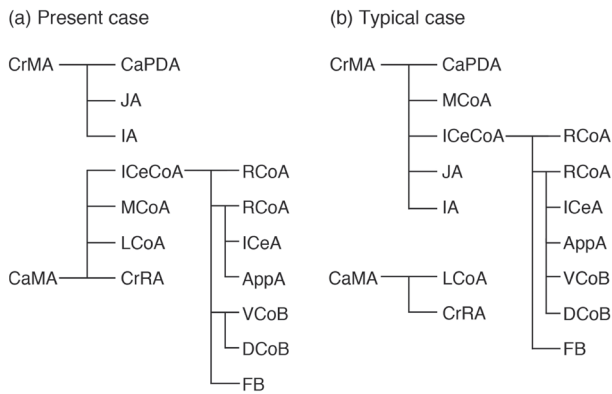 (a) Present case
CrMA CaPDA
JA
IA
ICeCoA RCoA
MCoA RCoA
LCoA ICeA
CaMA CrRA AppA
VCoB
DCoB
FB
(b) Typical case
CrMA CaPDA
MCoA
ICeCoA RCoA
JA RCoA
IA ICeA
AppA
CaMA LCoA VCoB
CrRA DCoB
FB